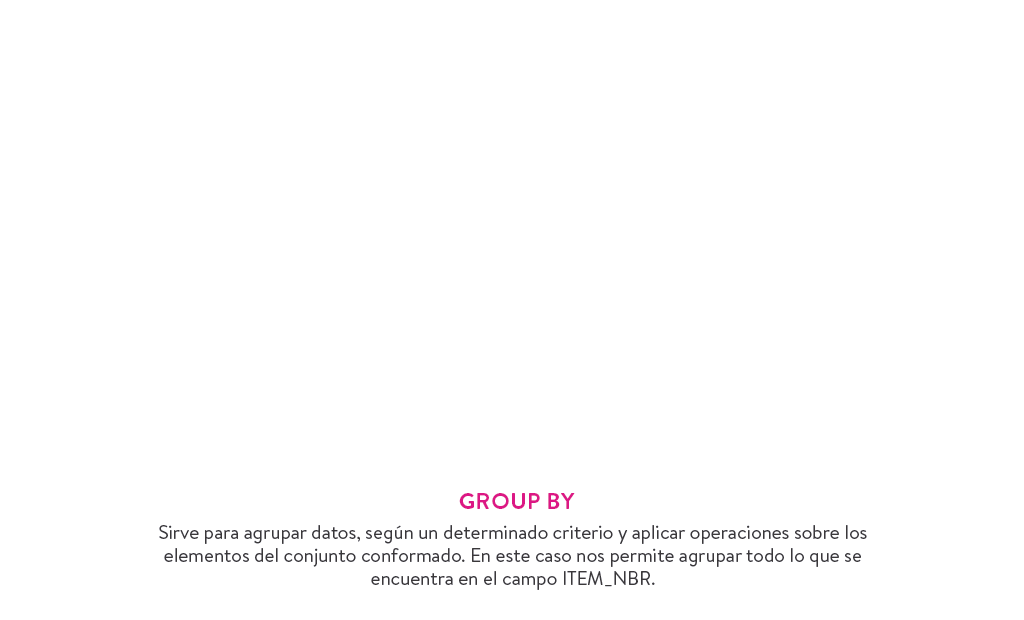 GROUP BY
Sirve para agrupar datos, según un determinado criterio y aplicar operaciones sobre los
elementos del conjunto conformado. En este caso nos permite agrupar todo lo que se
encuentra en el campo ITEM_NBR.